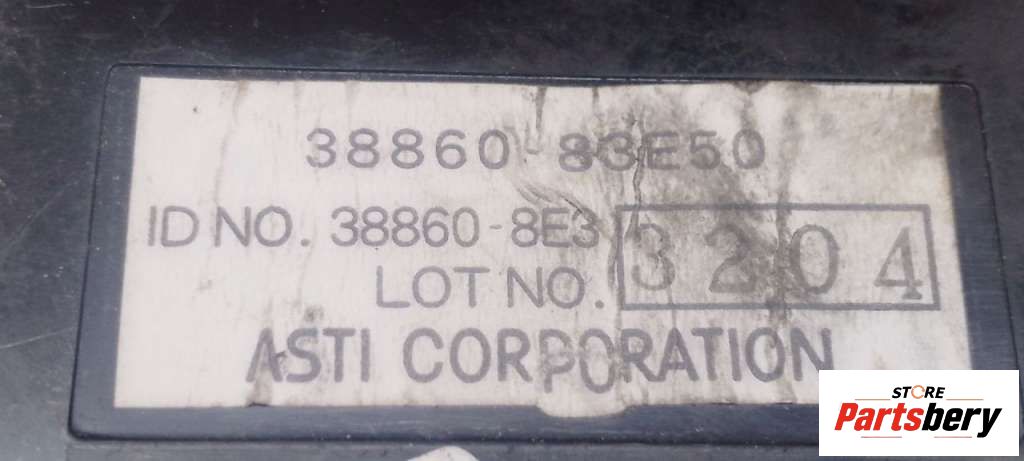 38860-83E50
ID NO. 38860-8E3
LOT NO. 3204
ASTI CORPORATION
STORE
Partsbery